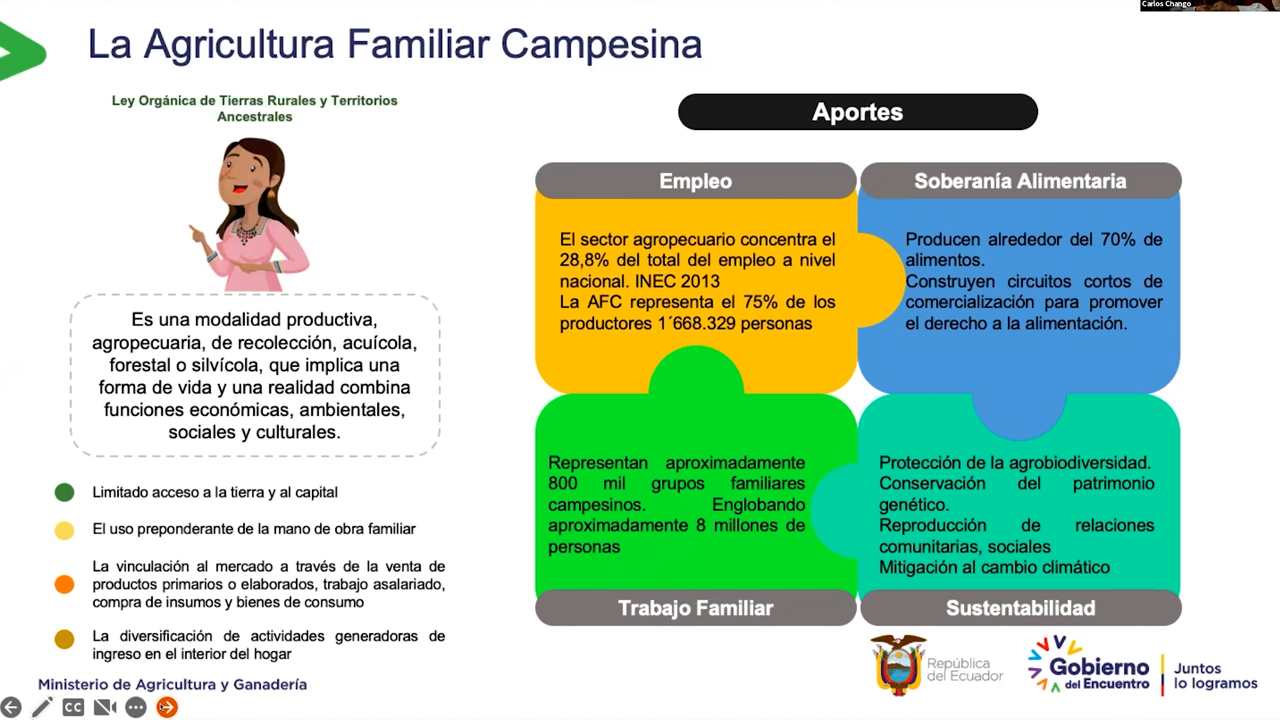 Carlos Chango
La Agricultura Familiar Campesina
Ley Orgánica de Tierras Rurales y Territorios
Ancestrales
Es una modalidad productiva,
agropecuaria, de recolección, acuícola,
forestal o silvícola, que implica una
forma de vida y una realidad combina
funciones económicas, ambientales,
sociales y culturales.
Limitado acceso a la tierra y al capital
El uso preponderante de la mano de obra familiar
La vinculación al mercado a través de la venta de
productos primarios o elaborados, trabajo asalariado,
compra de insumos y bienes de consumo
La diversificación de actividades generadoras de
ingreso en el interior del hogar
Aportes
Empleo
El sector agropecuario concentra el
28,8% del total del empleo a nivel
nacional. INEC 2013
La AFC representa el 75% de los
productores 1´668.329 personas
Soberanía Alimentaria
Producen alrededor del 70% de
alimentos.
Construyen circuitos cortos de
comercialización para promover
el derecho a la alimentación.
Representan aproximadamente
800 mil grupos familiares
campesinos. Englobando
aproximadamente 8 millones de
personas
Trabajo Familiar
Protección de la agrobiodiversidad.
Conservación del patrimonio
genético.
Reproducción de relaciones
comunitarias, sociales
Mitigación al cambio climático
Sustentabilidad
Ministerio de Agricultura y Ganadería
República
del Ecuador
Gobierno
del Encuentro
Juntos
lo logramos
CC